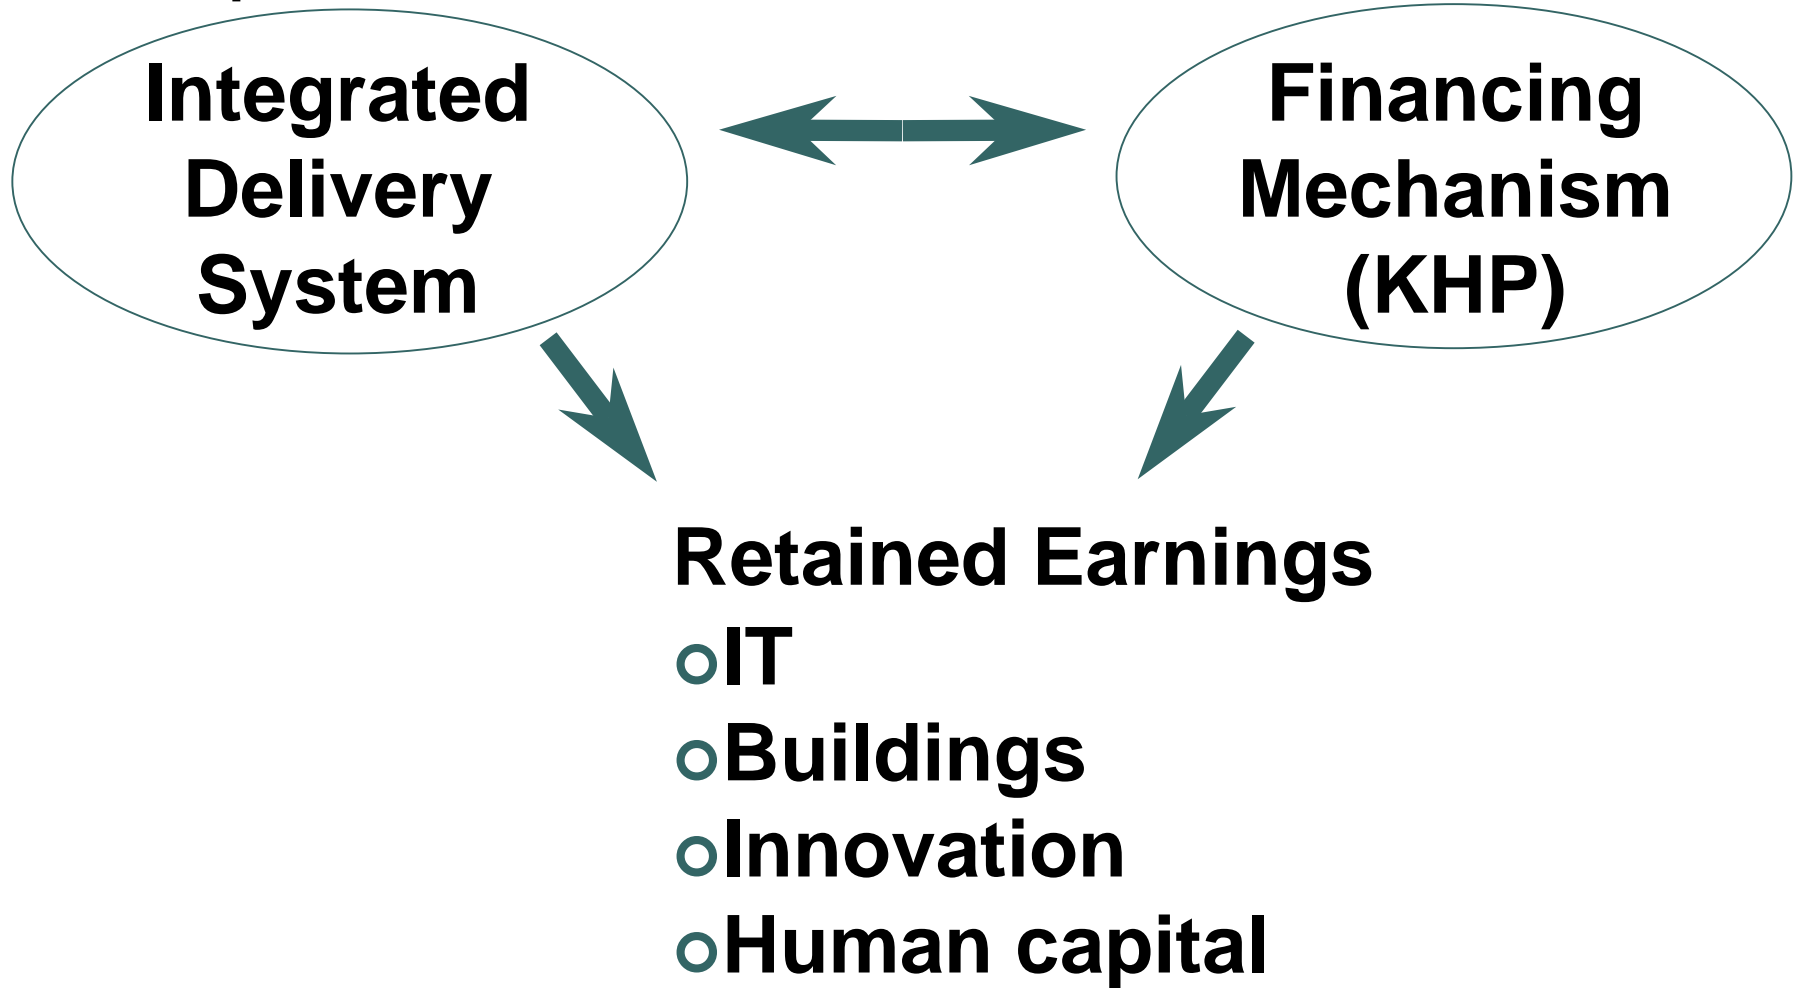 Integrated
Delivery
System
Financing
Mechanism
(KHP)
Retained Earnings
IT
Buildings
Innovation
Human capital